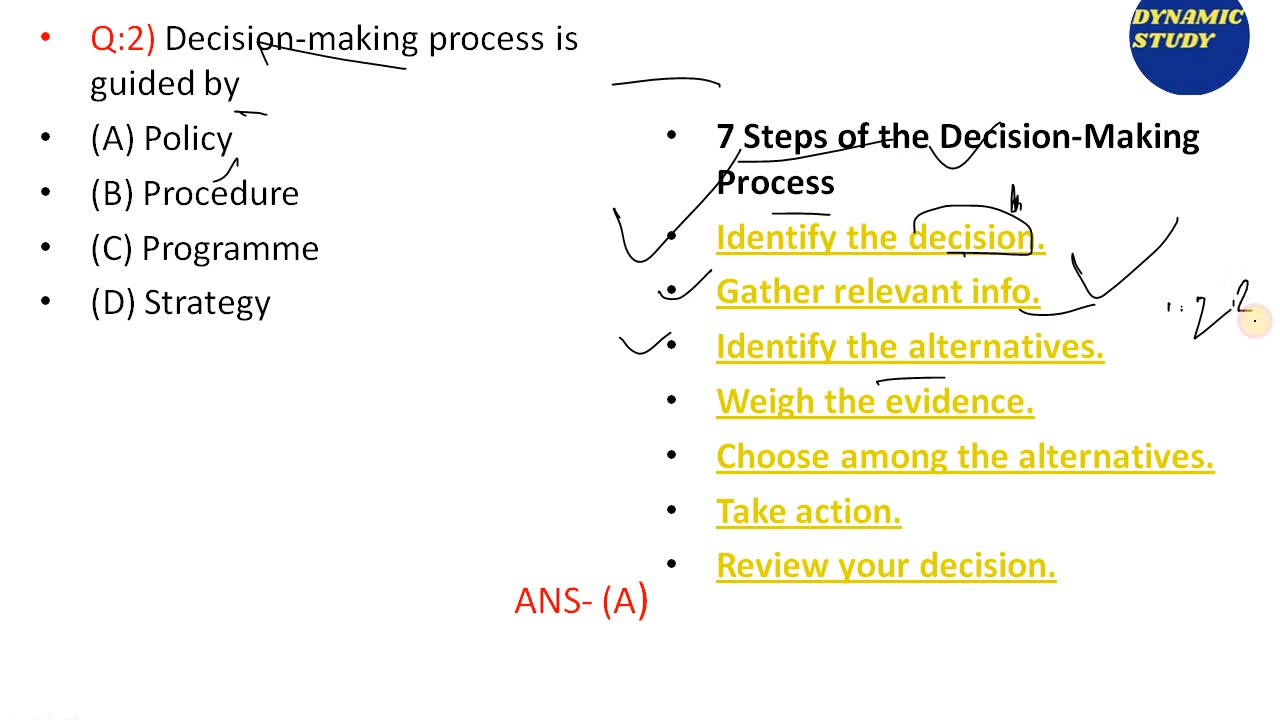 • Q:2) Decision-making process is
guided by
• (A) Policy
• (B) Procedure
• (C) Programme
• (D) Strategy
ANS- (A)
DYNAMIC
STUDY
• 7 Steps of the Decision-Making
Process
• Identify the decision.
• Gather relevant info.
• Identify the alternatives.
• Weigh the evidence.
• Choose among the alternatives.
• Take action.
• Review your decision.